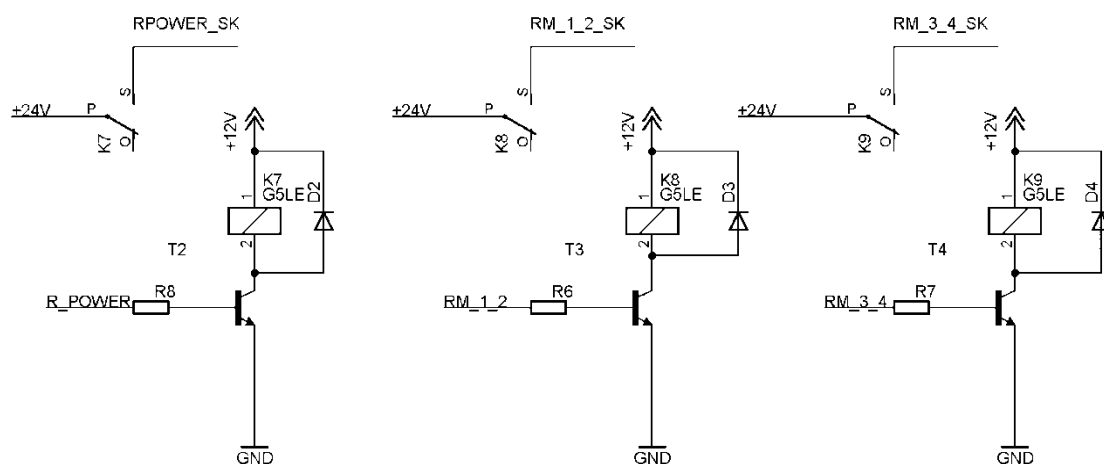 RPOWER_SK
S
+24V
P
O
K7
+12V
K7
G5LE
1
2
D2
T2
R_POWER
R8
GND
RM_1_2_SK
S
+24V
P
O
K8
+12V
K8
G5LE
1
2
D3
T3
RM_1_2
R6
GND
RM_3_4_SK
S
+24V
P
O
K9
+12V
K9
G5LE
1
2
D4
T4
RM_3_4
R7
GND